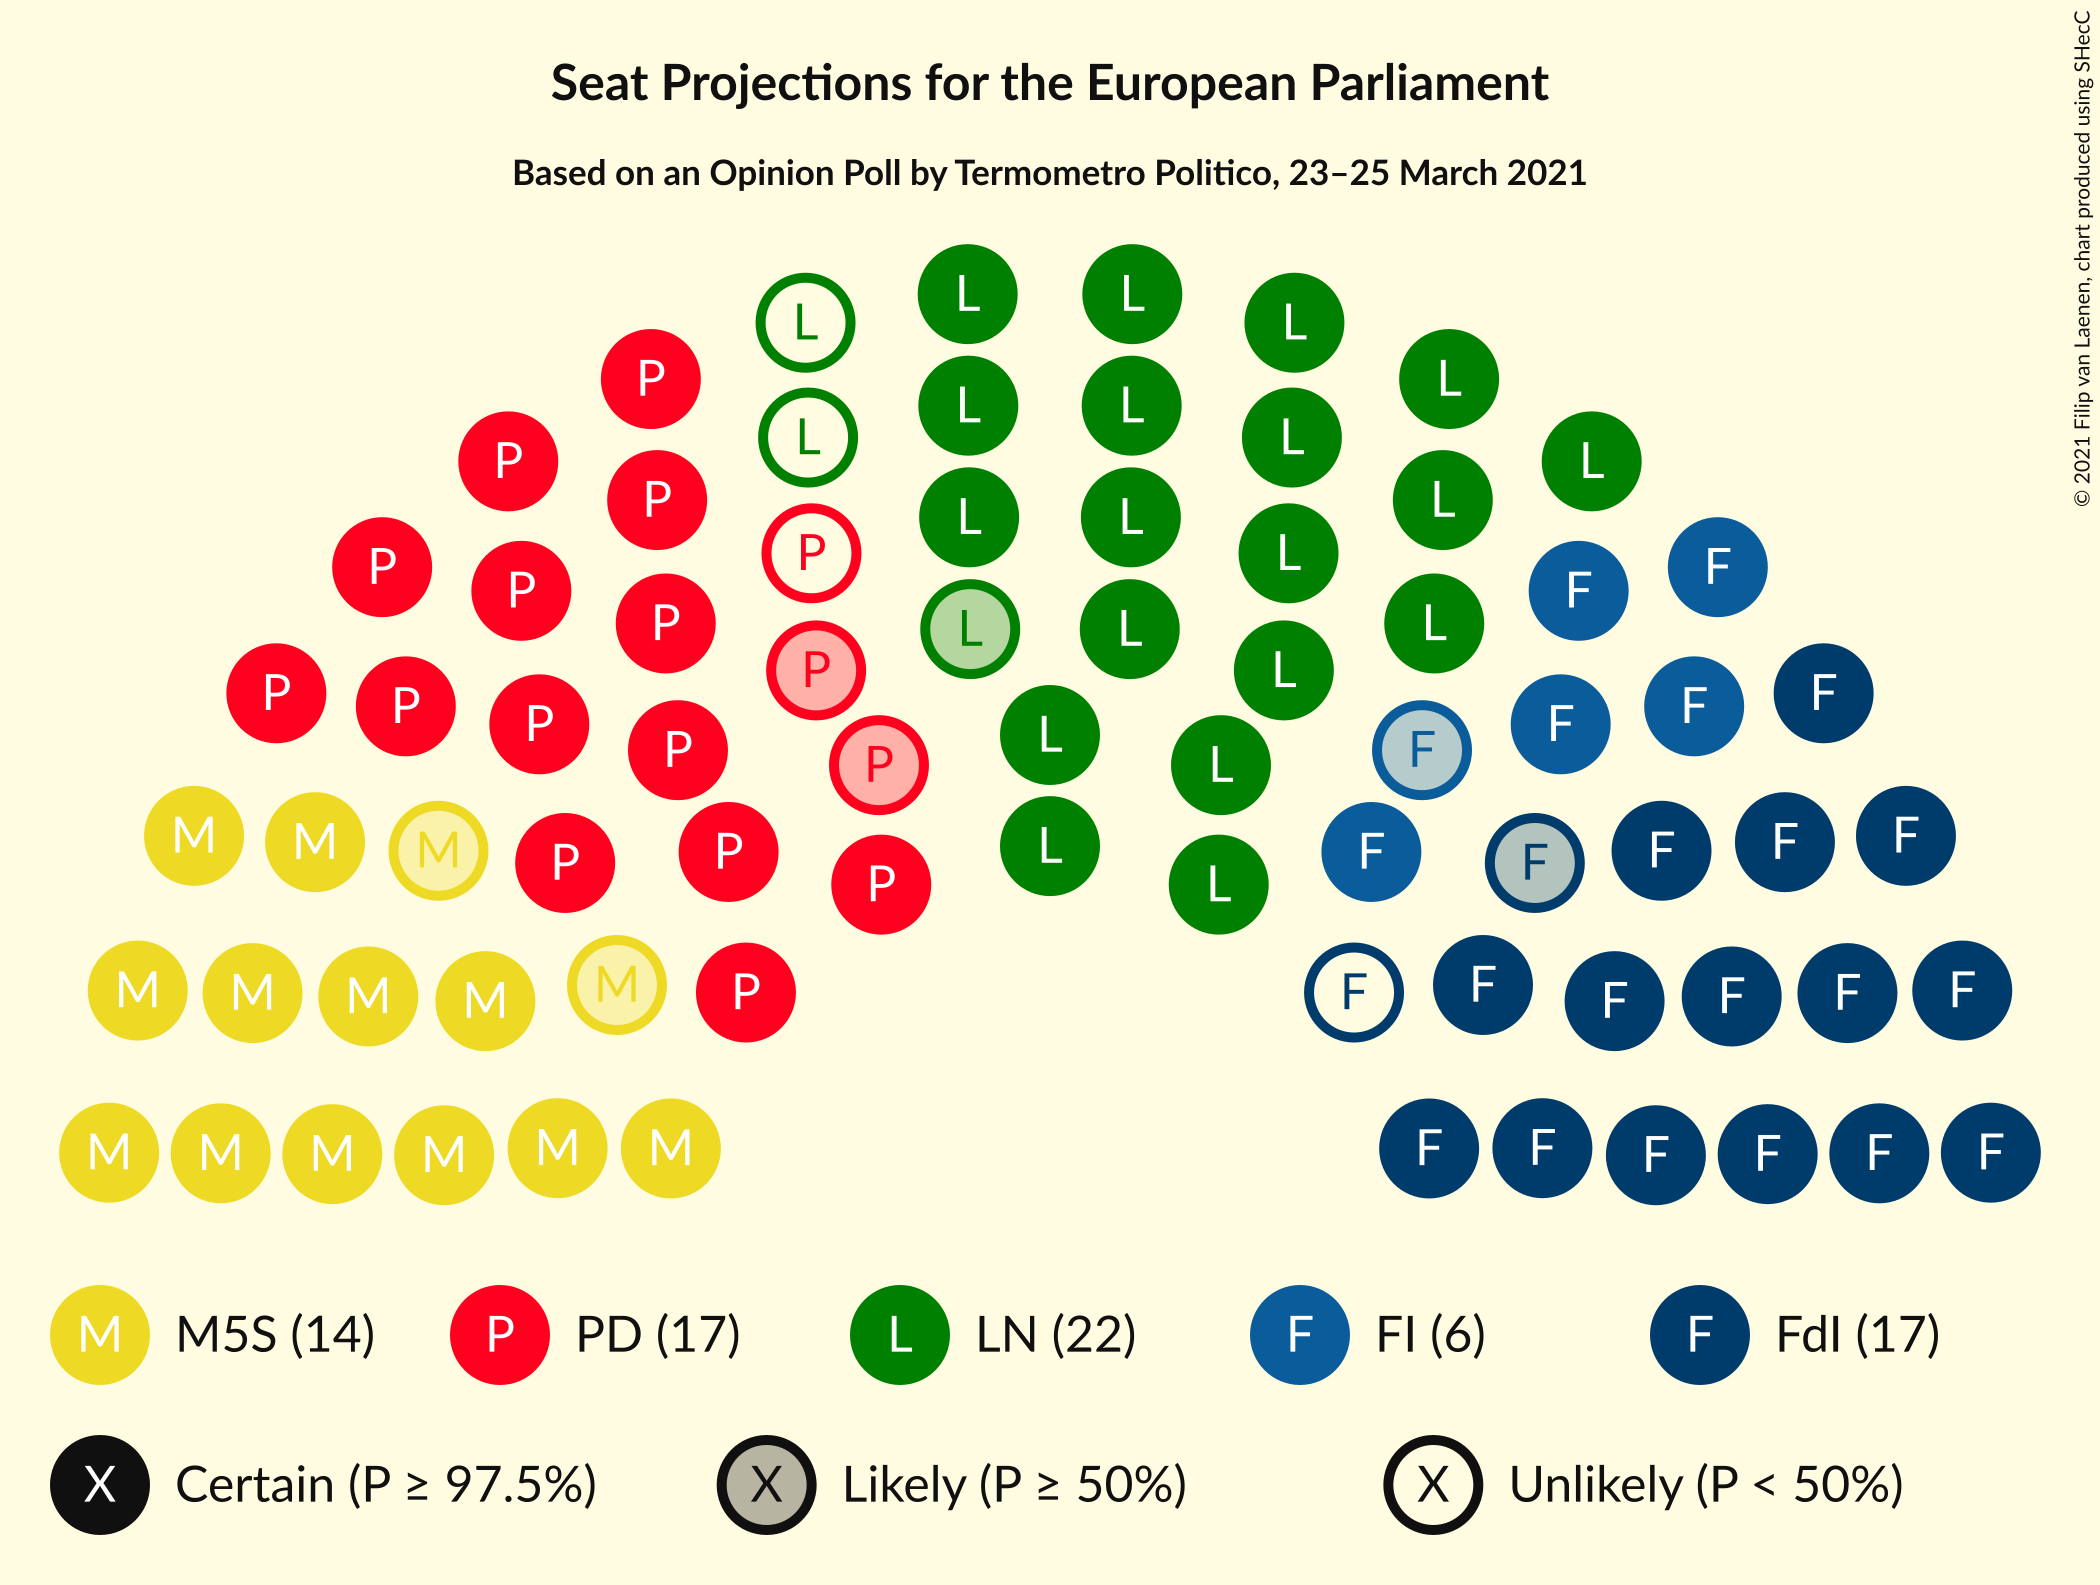 Seat Projections for the European Parliament
Based on an Opinion Poll by Termometro Politico, 23–25 March 2021
© 2021 Filip van Laenen, chart produced using SHecC
L L L L
P L L
P L L L L L
P P L
P L L L L
P P P F F
P P L L L
P P P P L F F F
P P P L L F F
M M M P P P L L F F F F F
M M M M M P F F F F F F
M M M M M M F F F F F F
M M5S (14) P PD (17) L LN (22) F FI (6) F FdI (17)
X Certain (P ≥ 97.5%) X Likely (P ≥ 50%) X Unlikely (P < 50%)